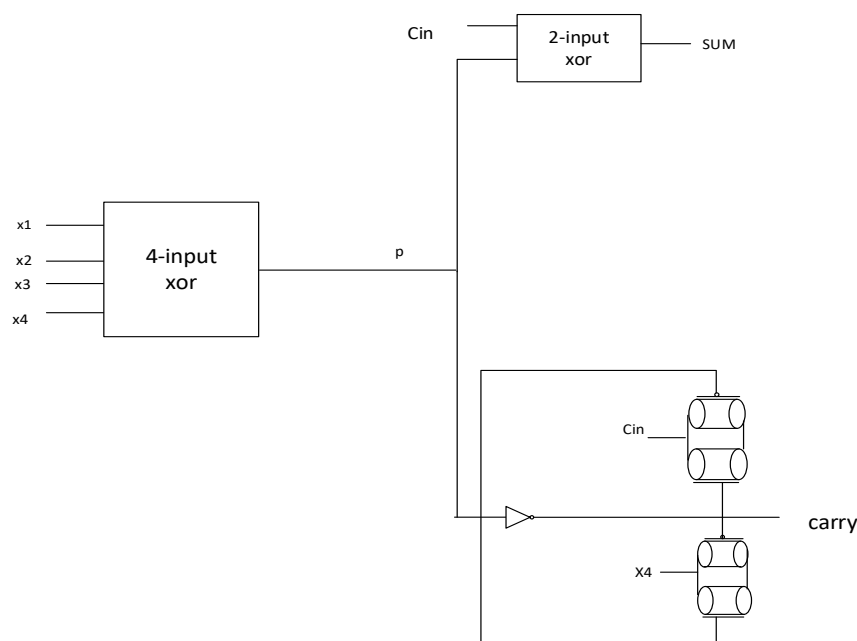 Cin
2-input
xor
SUM
x1
x2
x3
x4
4-input
xor
p
Cin
carry
X4